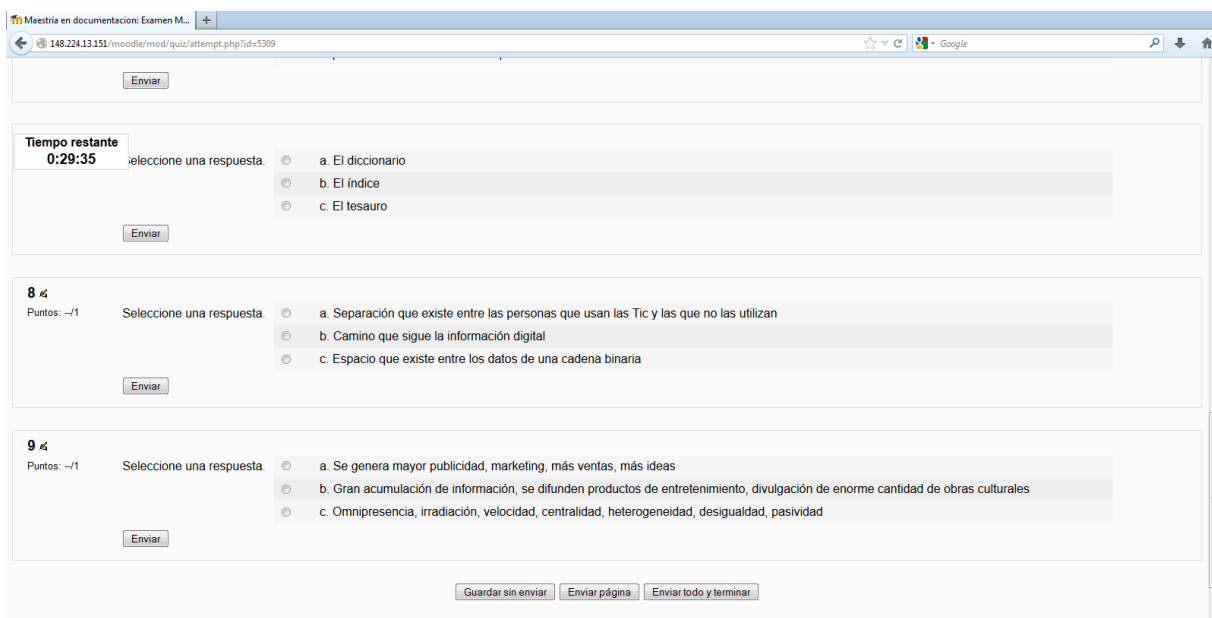 Maestría en documentacion: Examen M...
148.224.13.151/moodle/mod/quiz/attempt.php?id=5309
Google
Enviar
Tiempo restante
0:29:35
Seleccione una respuesta.
a. El diccionario
b. El índice
c. El tesauro
Enviar
8
Puntos: --/1
Seleccione una respuesta.
a. Separación que existe entre las personas que usan las Tic y las que no las utilizan
b. Camino que sigue la información digital
c. Espacio que existe entre los datos de una cadena binaria
Enviar
9
Puntos: --/1
Seleccione una respuesta.
a. Se genera mayor publicidad, marketing, más ventas, más ideas
b. Gran acumulación de información, se difunden productos de entretenimiento, divulgación de enorme cantidad de obras culturales
c. Omnipresencia, irradiación, velocidad, centralidad, heterogeneidad, desigualdad, pasividad
Enviar
Guardar sin enviar Enviar página Enviar todo y terminar